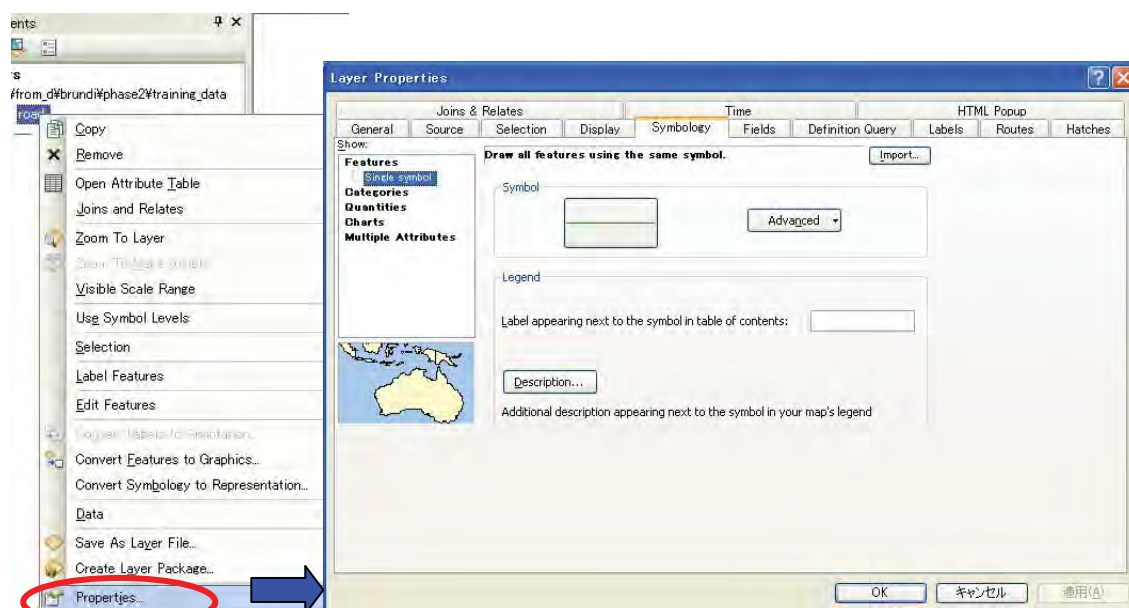 ents
s
¥from_d¥brundi¥phase2¥training_data
road
Copy
Remove
Open Attribute Table
Joins and Relates
Zoom To Layer
Visible Scale Range
Use Symbol Levels
Selection
Label Features
Edit Features
Convert Labels to Annotation...
Convert Features to Graphics...
Convert Symbology to Representation...
Data
Save As Layer File...
Create Layer Package...
Properties...
Layer Properties
Joins & Relates
Time
HTML Popup
General
Source
Selection
Display
Symbology
Fields
Definition Query
Labels
Routes
Hatches
Show:
Features
Single symbol
Categories
Quantities
Charts
Multiple Attributes
Draw all features using the same symbol.
Import...
Symbol
Advanced
Legend
Label appearing next to the symbol in table of contents:
Description...
Additional description appearing next to the symbol in your map's legend
OK
キャンセル
適用(A)